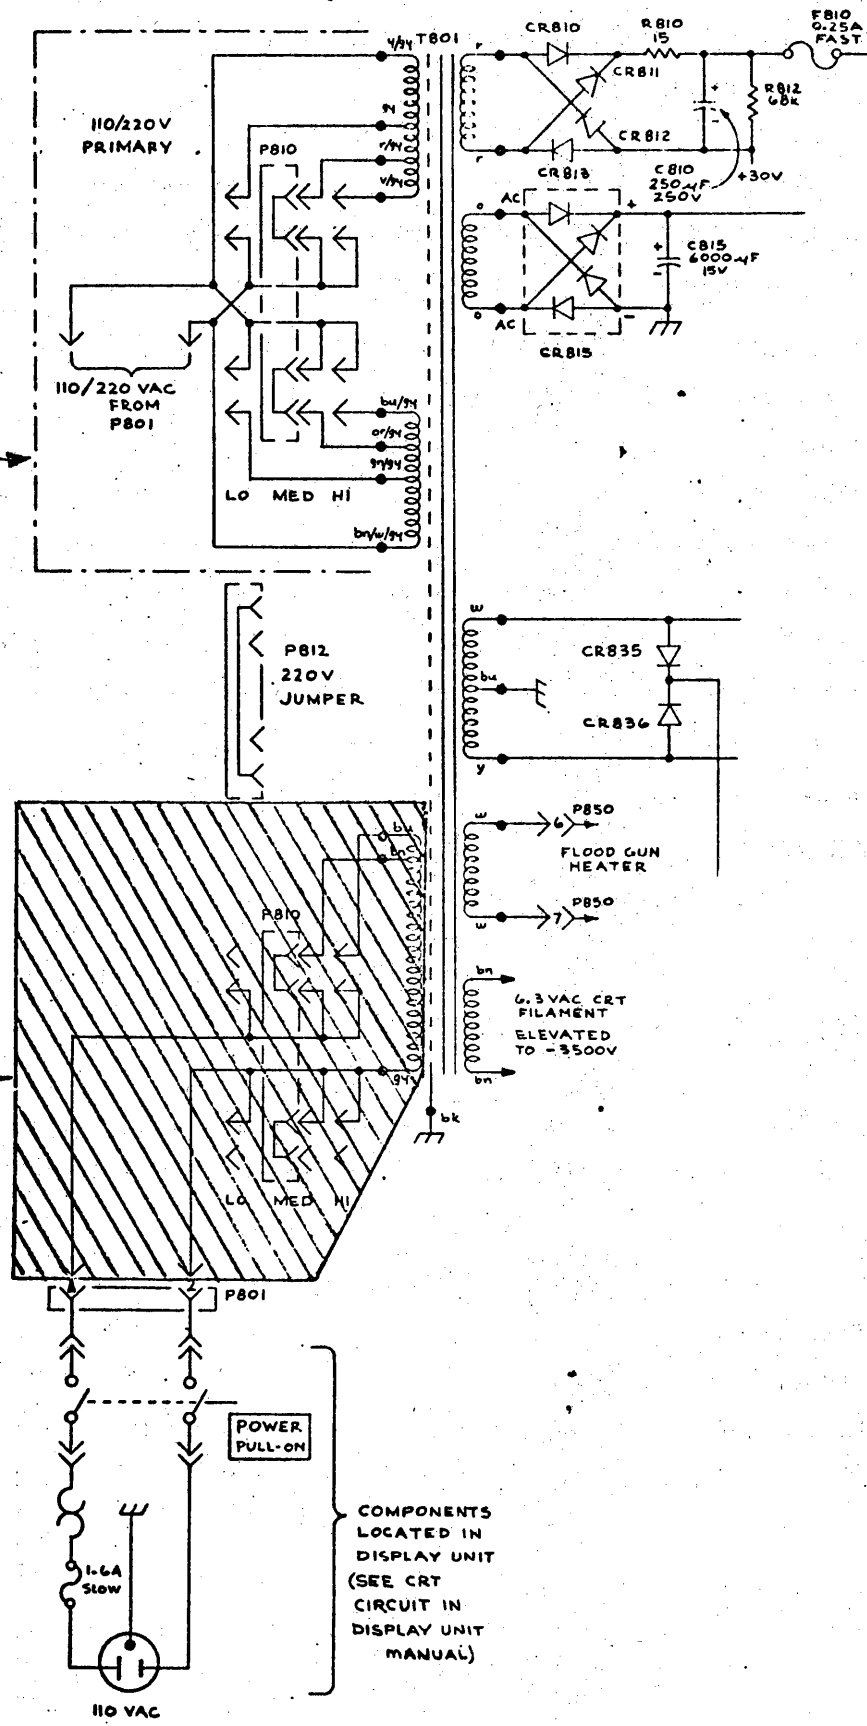 F810
0.25A
FAST
CR810
R810
15
y/gy
T801
r
CR811
R812
68K
110/220V
PRIMARY
P810
gy
r/gy
v/gy
CR812
r
CR813
C810
250µF
250V
+30V
+
-
o
AC
+
+
-
C815
6000µF
15V
o
AC
-
CR815
110/220 VAC
FROM
P801
bu/gy
or/gy
gn/gy
LO MED HI
bn/w/gy
P812
220V
JUMPER
w
CR835
bu
CR836
y
bu
bn
w
6
P850
FLOOD GUN
HEATER
P850
7
w
P810
bn
6.3VAC CRT
FILAMENT
ELEVATED
TO -3500V
bn
gy
bk
LO MED HI
1
2
P801
POWER
PULL-ON
1.6A
SLOW
COMPONENTS
LOCATED IN
DISPLAY UNIT
(SEE CRT
CIRCUIT IN
DISPLAY UNIT
MANUAL)
110 VAC